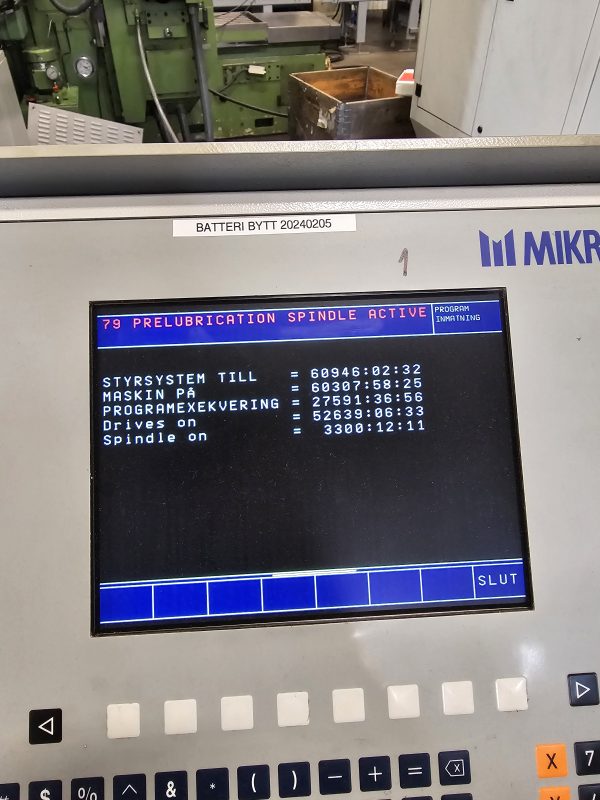 BATTERI BYTT 20240205
1
MIKR
79 PRELUBRICATION SPINDLE ACTIVE
PROGRAM
INMATNING
STYRSYSTEM TILL = 60946:02:32
MASKIN PÅ = 60307:58:25
PROGRAMEXEKVERING = 27591:36:56
Drives on = 52639:06:33
Spindle on = 3300:12:11
SLUT
$ % ^ & * ( ) - + = X 7